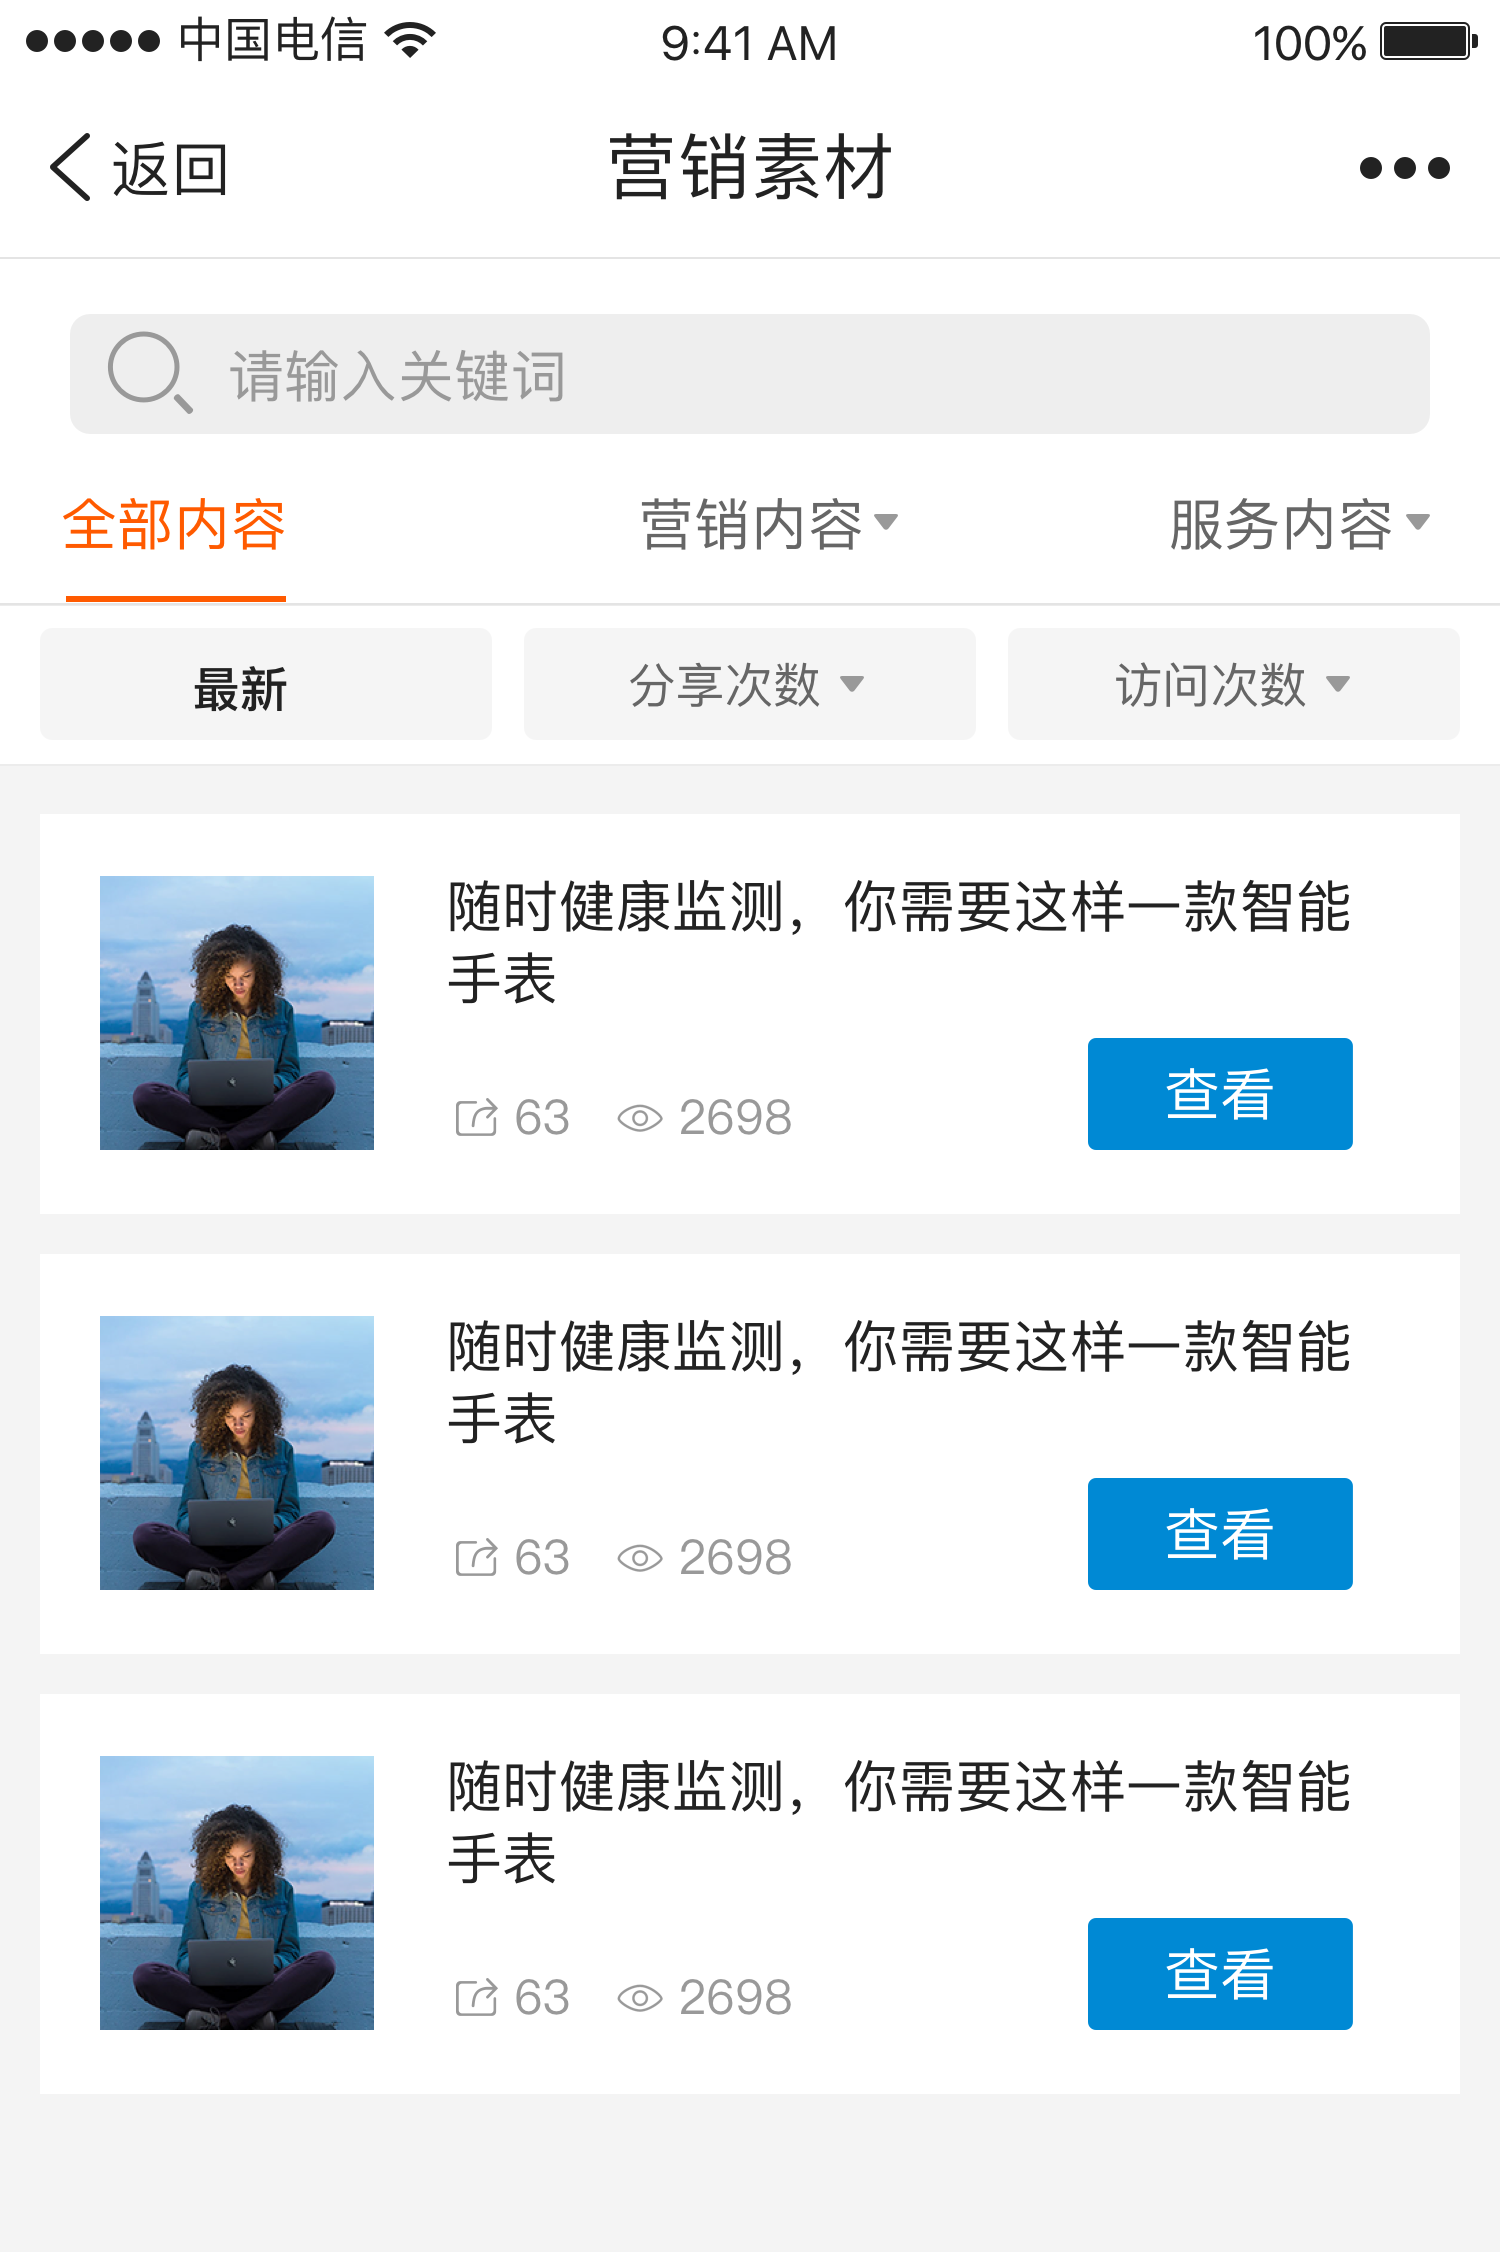 中国电信
9:41 AM
100%
返回
营销素材
请输入关键词
全部内容
营销内容
服务内容
最新
分享次数
访问次数
随时健康监测，你需要这样一款智能
手表
63
2698
查看
随时健康监测，你需要这样一款智能
手表
63
2698
查看
随时健康监测，你需要这样一款智能
手表
63
2698
查看